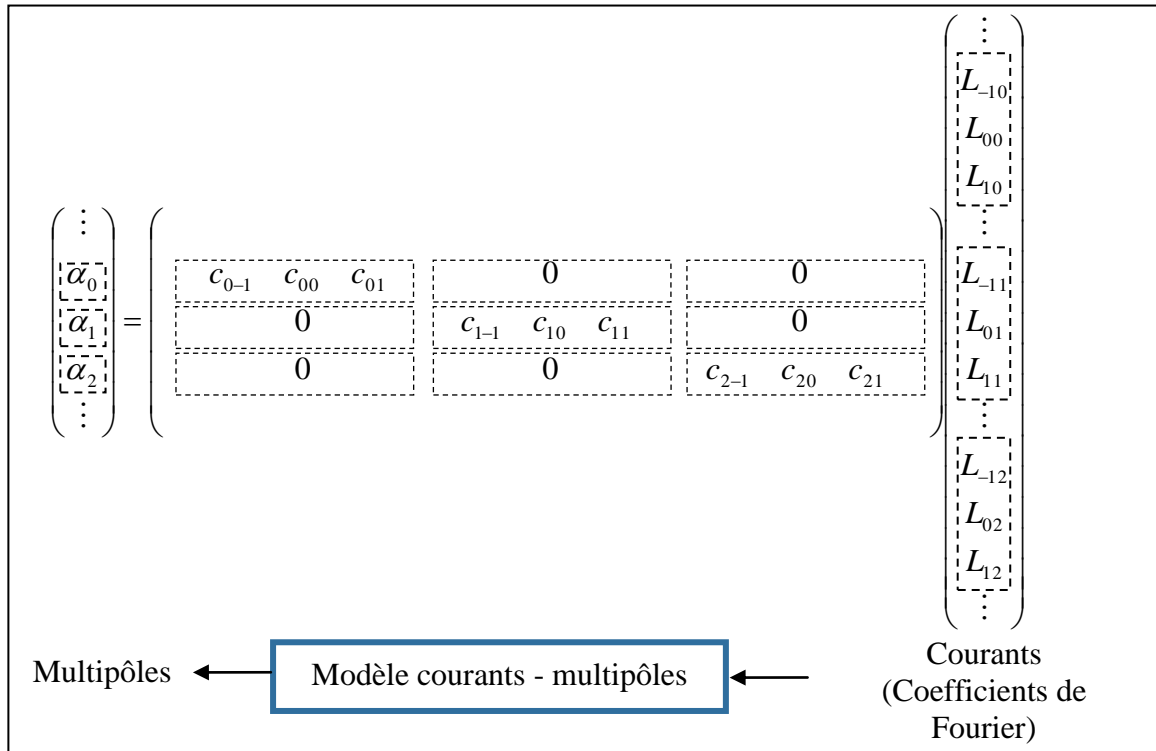 ⋮
L₋₁₀
L₀₀
L₁₀
⋮ ⋮
α₀ c₀₋₁ c₀₀ c₀₁ 0 0 L₋₁₁
α₁ = 0 c₁₋₁ c₁₀ c₁₁ 0 L₀₁
α₂ 0 0 c₂₋₁ c₂₀ c₂₁ L₁₁
⋮ ⋮
L₋₁₂
L₀₂
L₁₂
⋮
Multipôles
Modèle courants - multipôles
Courants
(Coefficients de
Fourier)